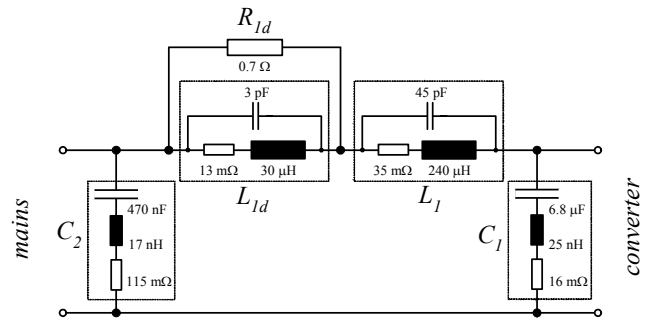 R1d
0.7 Ω
3 pF
45 pF
13 mΩ
30 μH
35 mΩ
240 μH
L1d
L1
470 nF
6.8 μF
C2
17 nH
C1
25 nH
115 mΩ
16 mΩ
mains
converter